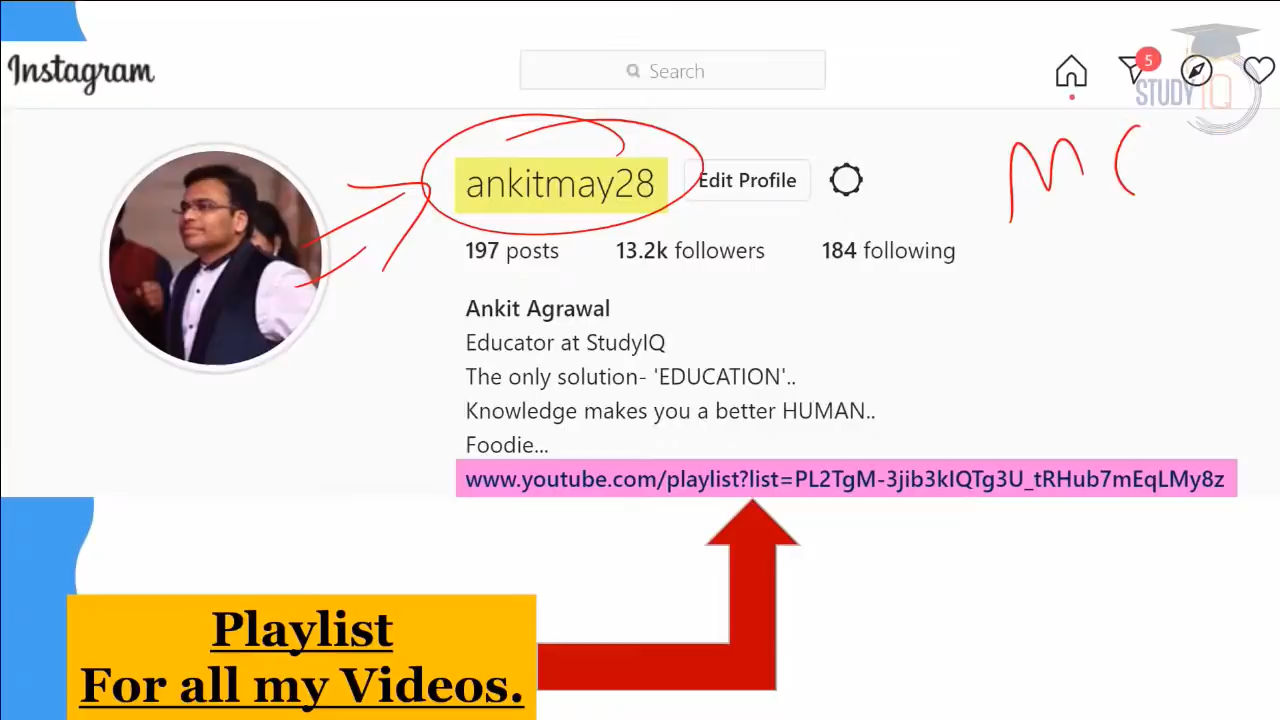 Instagram
Search
5
STUDY IQ
MC
ankitmay28
Edit Profile
197 posts 13.2k followers 184 following
Ankit Agrawal
Educator at StudyIQ
The only solution- 'EDUCATION'..
Knowledge makes you a better HUMAN..
Foodie...
www.youtube.com/playlist?list=PL2TgM-3jib3kIQTg3U_tRHub7mEqLMy8z
Playlist
For all my Videos.